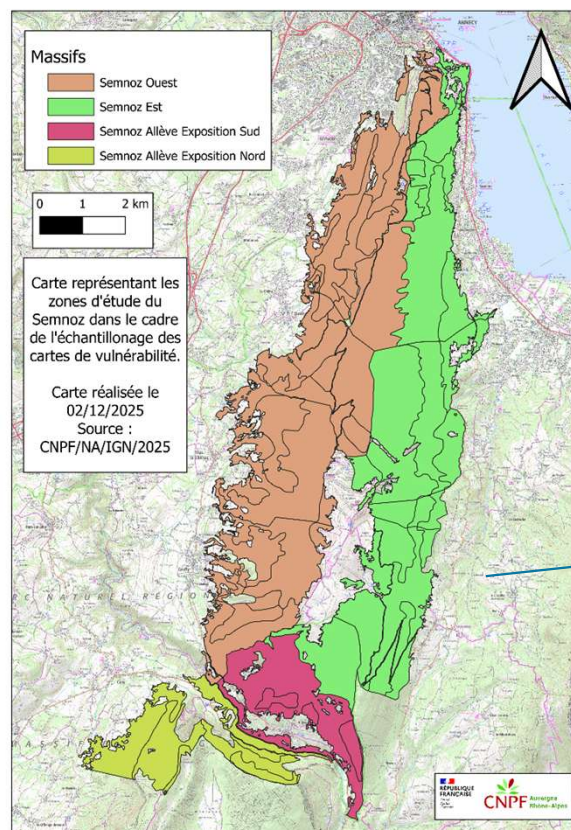 ANNECY
Massifs
Semnoz Ouest
Semnoz Est
Semnoz Allève Exposition Sud
Semnoz Allève Exposition Nord
0 1 2 km
Carte représentant les
zones d'étude du
Semnoz dans le cadre
de l'échantillonage des
cartes de vulnérabilité.
Carte réalisée le
02/12/2025
Source :
CNPF/NA/IGN/2025
NATUREL RÉGION
RÉPUBLIQUE
FRANÇAISE
CNPF Auvergne
Rhône-Alpes